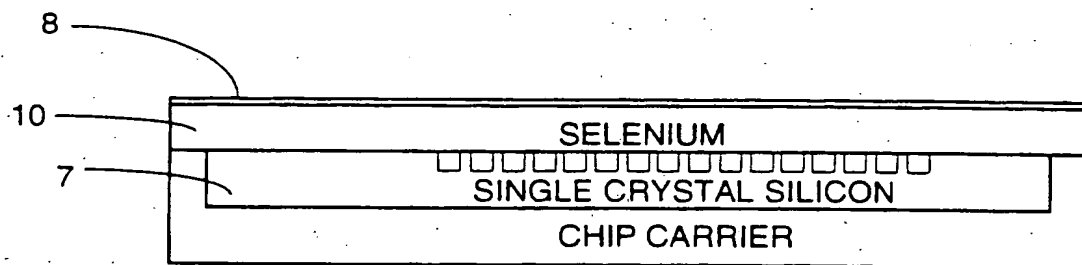 8
10
SELENIUM
7
SINGLE CRYSTAL SILICON
CHIP CARRIER